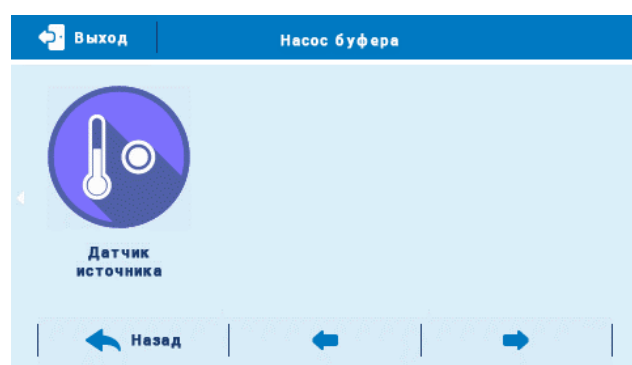 Выход
Насос буфера
Датчик
источника
Назад